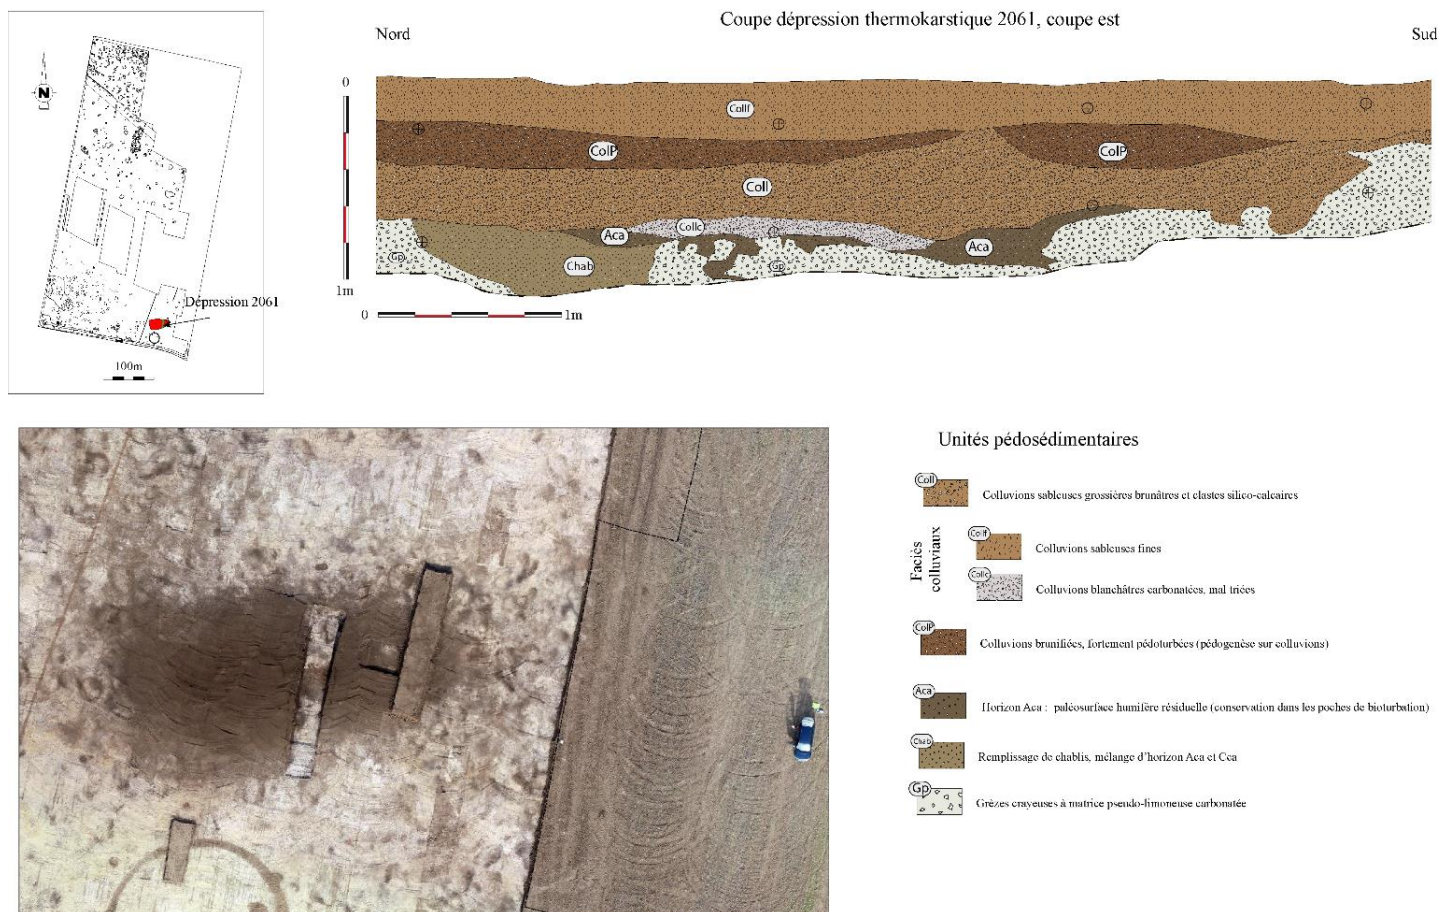 Coupe dépression thermokarstique 2061, coupe est
Nord
Sud
N
Dépression 2061
100m
0
1m
0
1m
Collf
ColP
ColP
Coll
Collc
Aca
Aca
Gp
Chab
Gp
Unités pédosédimentaires
Coll
Colluvions sableuses grossières brunâtres et clastes silico-calcaires
Faciès
colluviaux
Collf
Colluvions sableuses fines
Collc
Colluvions blanchâtres carbonatées, mal triées
ColP
Colluvions brunifiées, fortement pédoturbées (pédogenèse sur colluvions)
Aca
Horizon Aca : paléosurface humifère résiduelle (conservation dans les poches de bioturbation)
Chab
Remplissage de chablis, mélange d'horizon Aca et Cca
Gp
Grèzes crayeuses à matrice pseudo-limoneuse carbonatée